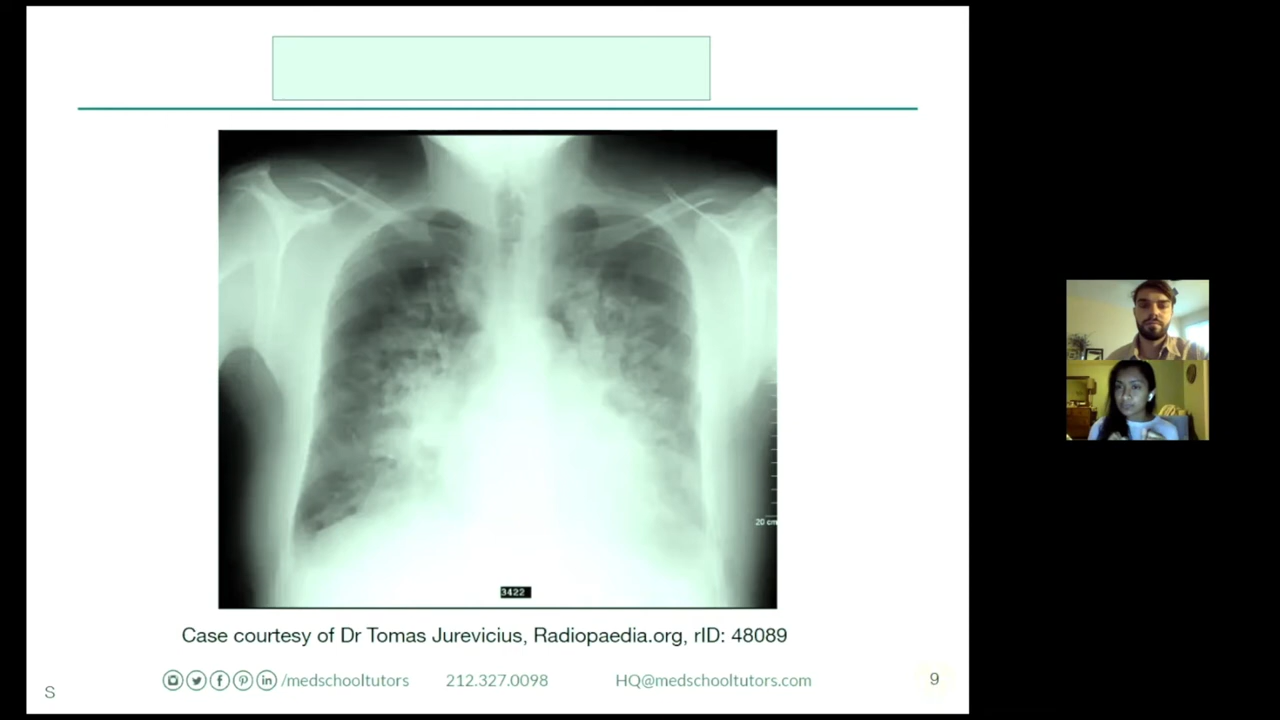 20 cm
3422
Case courtesy of Dr Tomas Jurevicius, Radiopaedia.org, rID: 48089
S
/medschooltutors 212.327.0098 HQ@medschooltutors.com
9